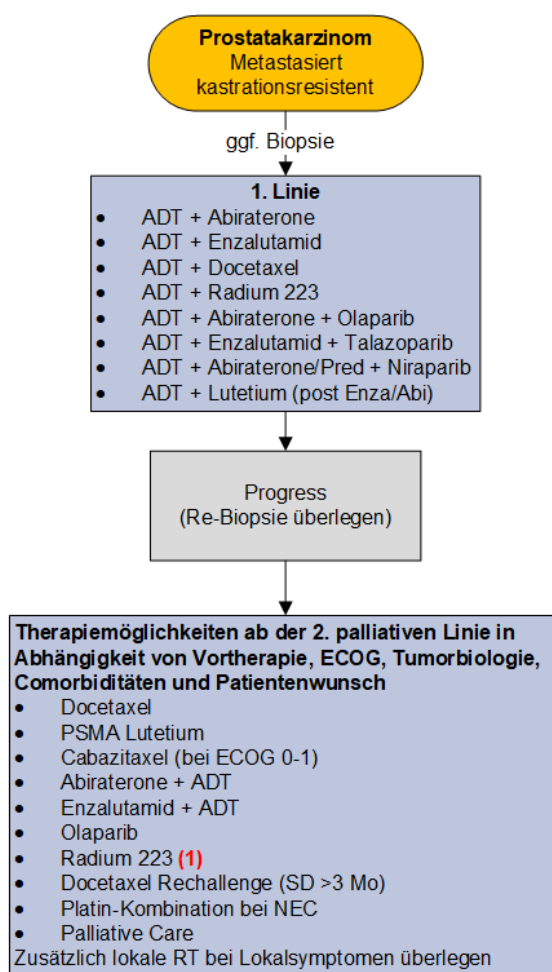 Prostatakarzinom
Metastasiert
kastrationsresistent
ggf. Biopsie
1. Linie
• ADT + Abiraterone
• ADT + Enzalutamid
• ADT + Docetaxel
• ADT + Radium 223
• ADT + Abiraterone + Olaparib
• ADT + Enzalutamid + Talazoparib
• ADT + Abiraterone/Pred + Niraparib
• ADT + Lutetium (post Enza/Abi)
Progress
(Re-Biopsie überlegen)
Therapiemöglichkeiten ab der 2. palliativen Linie in
Abhängigkeit von Vortherapie, ECOG, Tumorbiologie,
Comorbiditäten und Patientenwunsch
• Docetaxel
• PSMA Lutetium
• Cabazitaxel (bei ECOG 0-1)
• Abiraterone + ADT
• Enzalutamid + ADT
• Olaparib
• Radium 223 (1)
• Docetaxel Rechallenge (SD >3 Mo)
• Platin-Kombination bei NEC
• Palliative Care
Zusätzlich lokale RT bei Lokalsymptomen überlegen